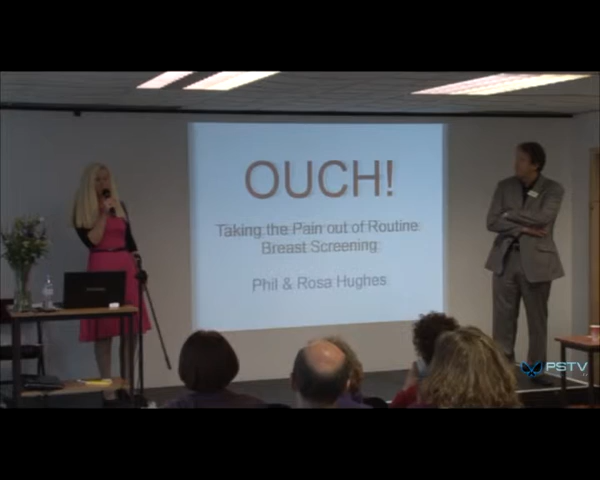 OUCH!
Taking the Pain out of Routine
Breast Screening
Phil & Rosa Hughes
PSTV